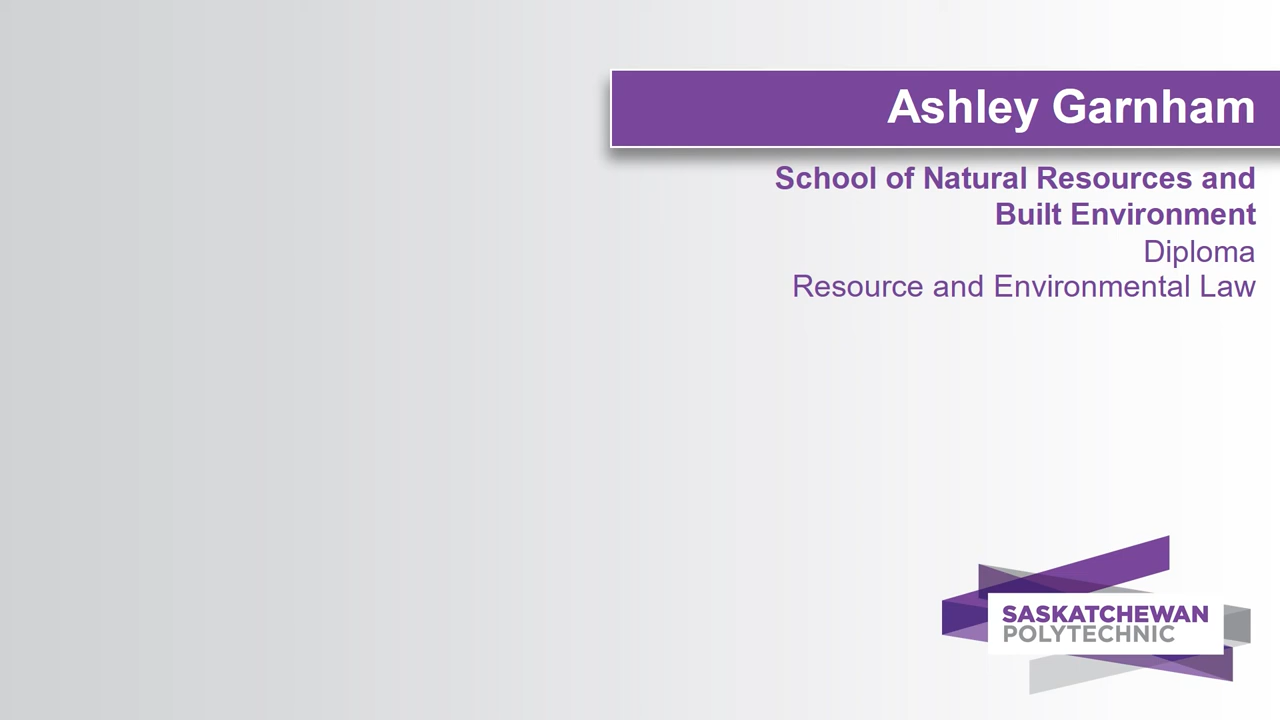 Ashley Garnham
School of Natural Resources and
Built Environment
Diploma
Resource and Environmental Law
SASKATCHEWAN
POLYTECHNIC